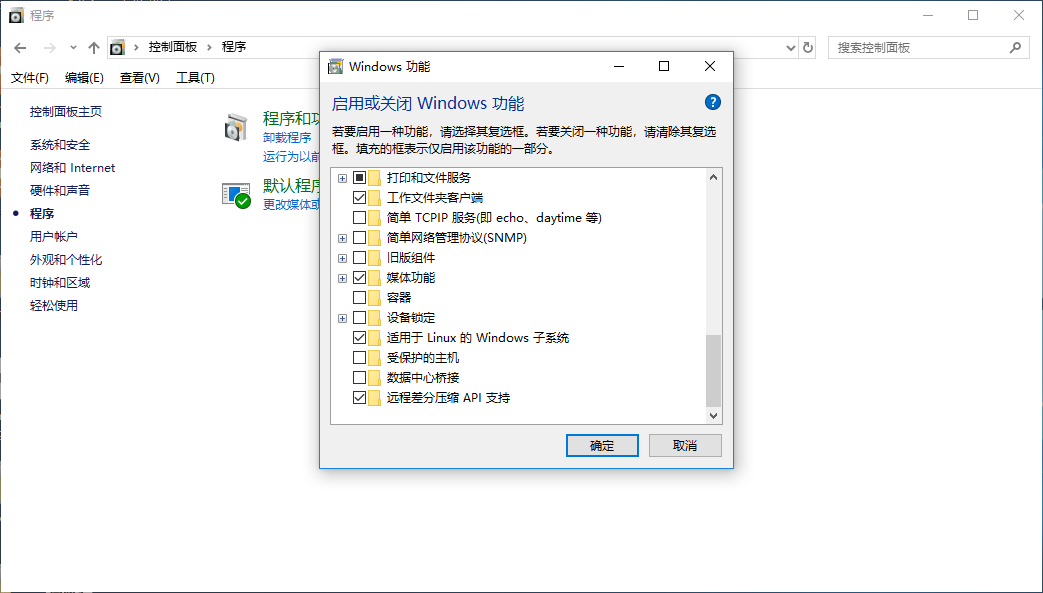 程序
控制面板 › 程序
搜索控制面板
文件(F) 编辑(E) 查看(V) 工具(T)
控制面板主页
系统和安全
网络和 Internet
硬件和声音
程序
用户帐户
外观和个性化
时钟和区域
轻松使用
程序和
卸载程序
运行为以前
默认程序
更改媒体或
Windows 功能
启用或关闭 Windows 功能
若要启用一种功能，请选择其复选框。若要关闭一种功能，请清除其复选
框。填充的框表示仅启用该功能的一部分。
打印和文件服务
工作文件夹客户端
简单 TCPIP 服务(即 echo、daytime 等)
简单网络管理协议(SNMP)
旧版组件
媒体功能
容器
设备锁定
适用于 Linux 的 Windows 子系统
受保护的主机
数据中心桥接
远程差分压缩 API 支持
确定
取消